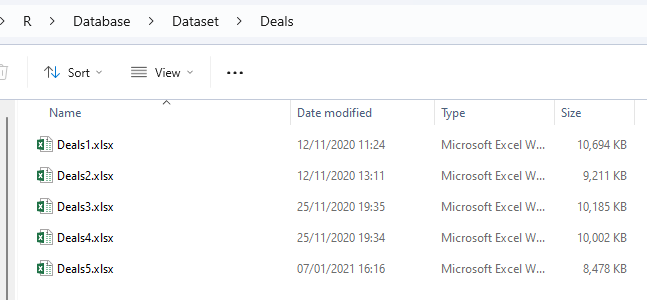 R > Database > Dataset > Deals
Sort View ...
Name Date modified Type Size
Deals1.xlsx 12/11/2020 11:24 Microsoft Excel W... 10,694 KB
Deals2.xlsx 12/11/2020 13:11 Microsoft Excel W... 9,211 KB
Deals3.xlsx 25/11/2020 19:35 Microsoft Excel W... 10,185 KB
Deals4.xlsx 25/11/2020 19:34 Microsoft Excel W... 10,002 KB
Deals5.xlsx 07/01/2021 16:16 Microsoft Excel W... 8,478 KB